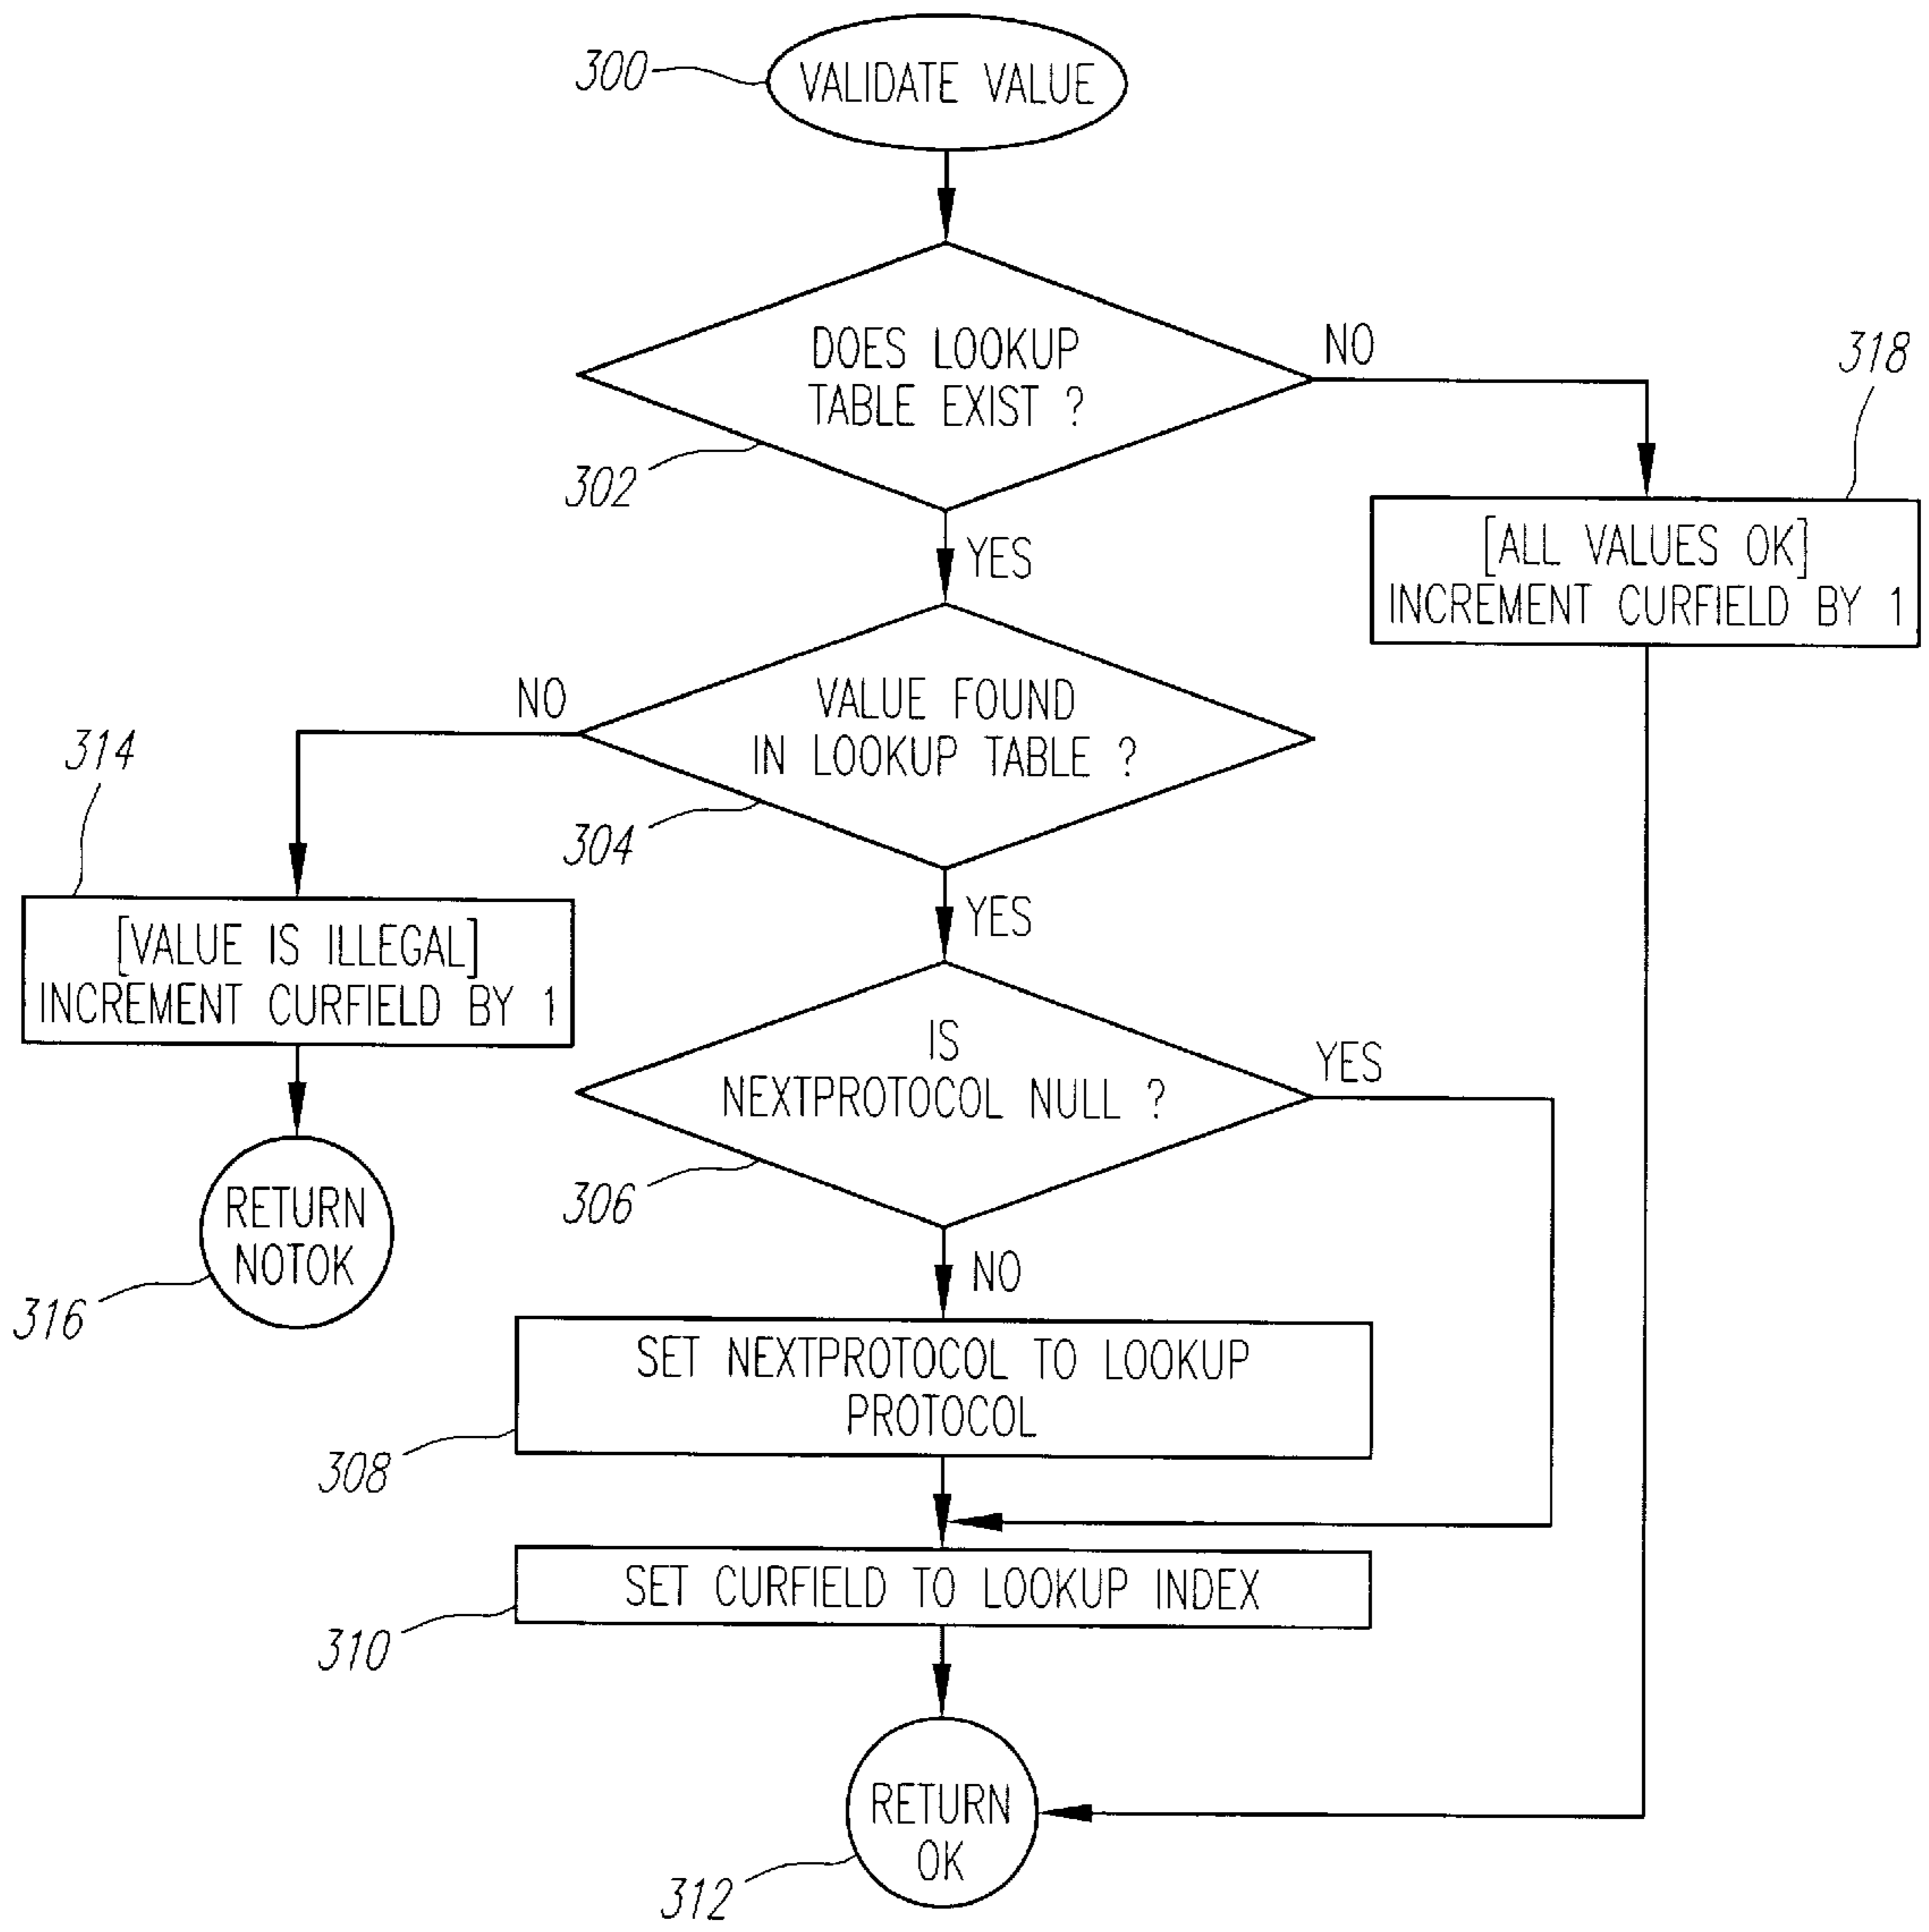 300
VALIDATE VALUE
DOES LOOKUP
TABLE EXIST ?
302
NO
318
YES
[ALL VALUES OK]
INCREMENT CURFIELD BY 1
VALUE FOUND
IN LOOKUP TABLE ?
304
NO
314
YES
[VALUE IS ILLEGAL]
INCREMENT CURFIELD BY 1
IS
NEXTPROTOCOL NULL ?
306
YES
RETURN
NOTOK
316
NO
SET NEXTPROTOCOL TO LOOKUP
PROTOCOL
308
SET CURFIELD TO LOOKUP INDEX
310
RETURN
OK
312